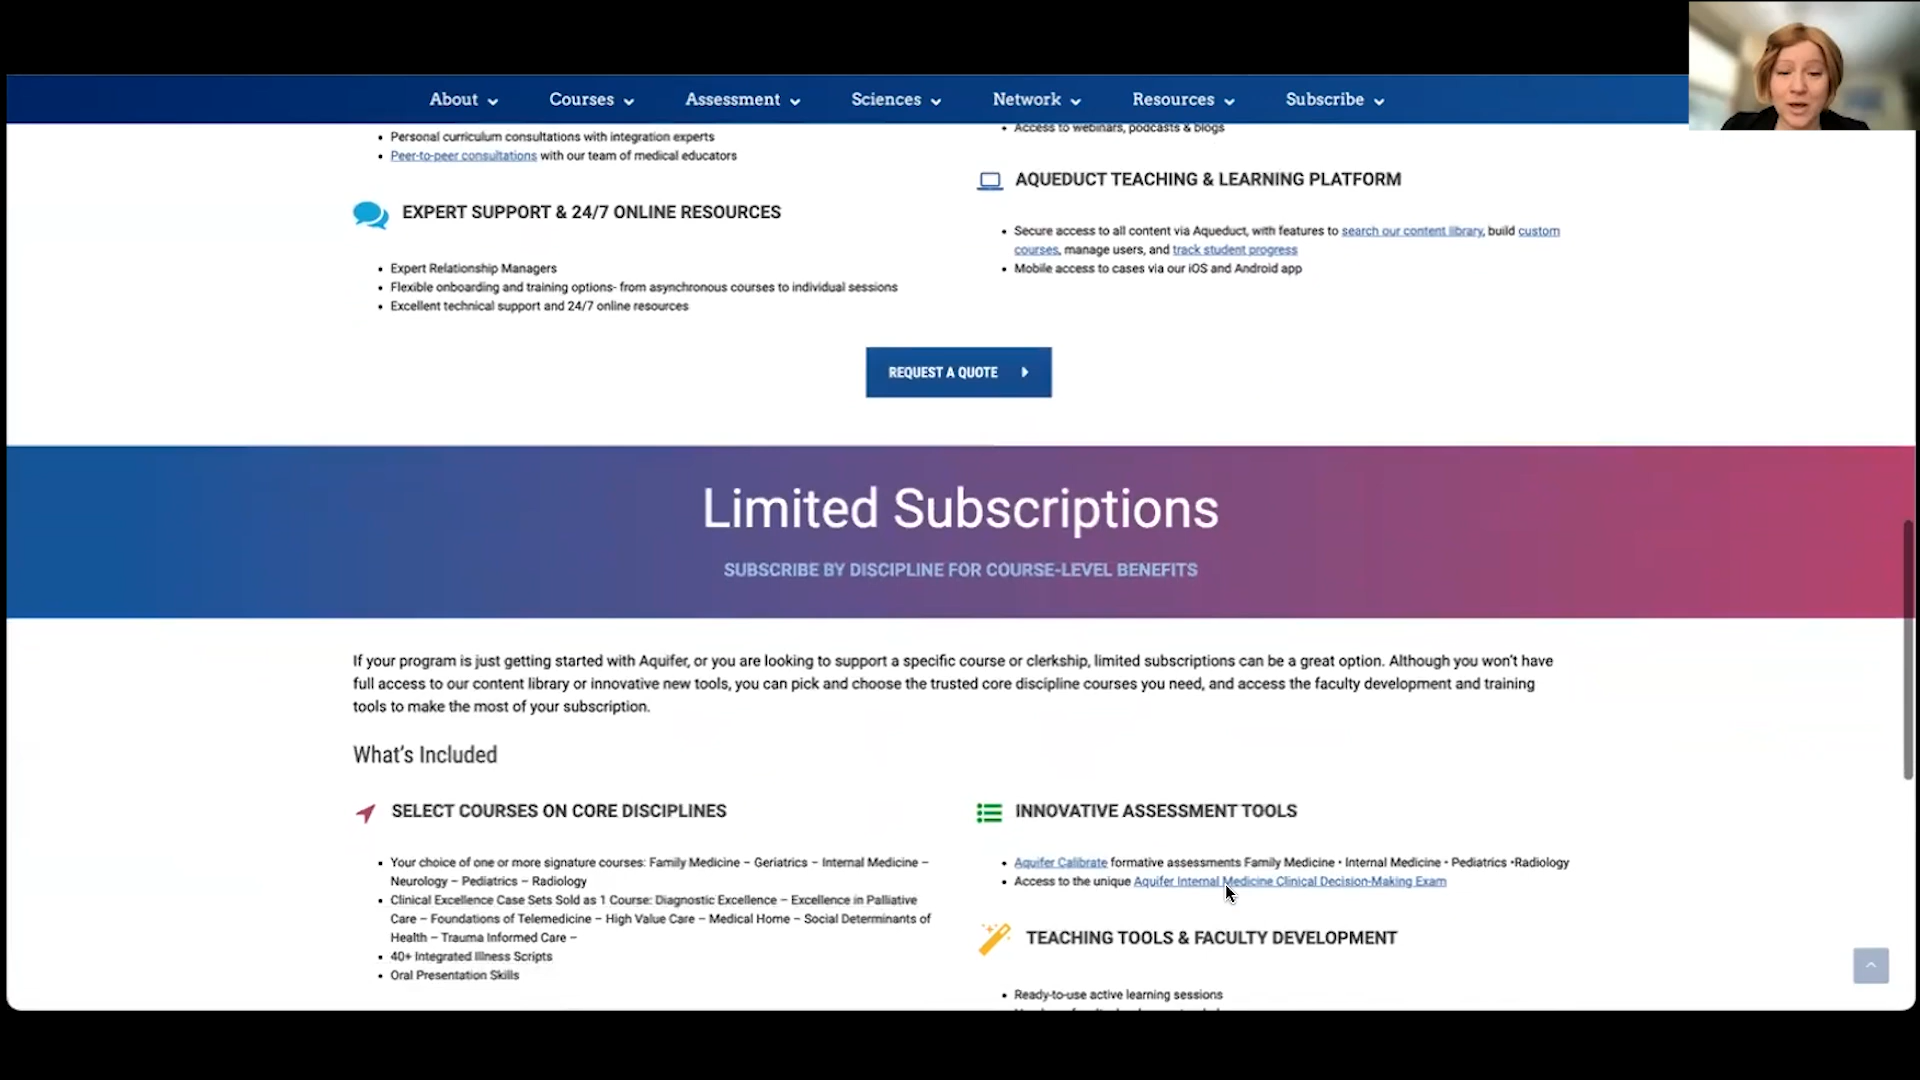 About
Courses
Assessment
Sciences
Network
Resources
Subscribe
• Personal curriculum consultations with integration experts
• Peer-to-peer consultations with our team of medical educators
EXPERT SUPPORT & 24/7 ONLINE RESOURCES
• Expert Relationship Managers
• Flexible onboarding and training options- from asynchronous courses to individual sessions
• Excellent technical support and 24/7 online resources
• Access to webinars, podcasts & blogs
AQUEDUCT TEACHING & LEARNING PLATFORM
• Secure access to all content via Aqueduct, with features to search our content library, build custom
courses, manage users, and track student progress
• Mobile access to cases via our iOS and Android app
REQUEST A QUOTE
Limited Subscriptions
SUBSCRIBE BY DISCIPLINE FOR COURSE-LEVEL BENEFITS
If your program is just getting started with Aquifer, or you are looking to support a specific course or clerkship, limited subscriptions can be a great option. Although you won't have
full access to our content library or innovative new tools, you can pick and choose the trusted core discipline courses you need, and access the faculty development and training
tools to make the most of your subscription.
What's Included
SELECT COURSES ON CORE DISCIPLINES
• Your choice of one or more signature courses: Family Medicine – Geriatrics – Internal Medicine –
Neurology – Pediatrics – Radiology
• Clinical Excellence Case Sets Sold as 1 Course: Diagnostic Excellence – Excellence in Palliative
Care – Foundations of Telemedicine – High Value Care – Medical Home – Social Determinants of
Health – Trauma Informed Care –
• 40+ Integrated Illness Scripts
• Oral Presentation Skills
INNOVATIVE ASSESSMENT TOOLS
• Aquifer Calibrate formative assessments Family Medicine • Internal Medicine • Pediatrics •Radiology
• Access to the unique Aquifer Internal Medicine Clinical Decision-Making Exam
TEACHING TOOLS & FACULTY DEVELOPMENT
• Ready-to-use active learning sessions